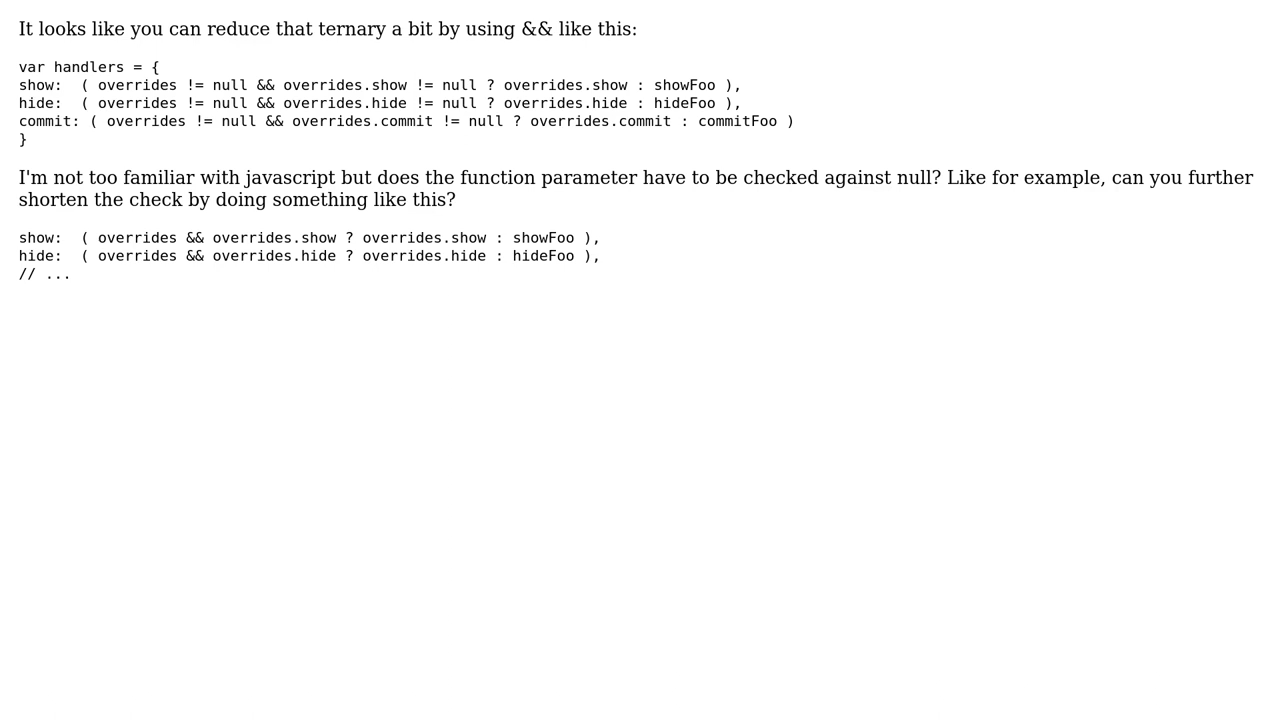 It looks like you can reduce that ternary a bit by using && like this:
var handlers = {
show:  ( overrides != null && overrides.show != null ? overrides.show : showFoo ),
hide:  ( overrides != null && overrides.hide != null ? overrides.hide : hideFoo ),
commit: ( overrides != null && overrides.commit != null ? overrides.commit : commitFoo )
}
I'm not too familiar with javascript but does the function parameter have to be checked against null? Like for example, can you further
shorten the check by doing something like this?
show:  ( overrides && overrides.show ? overrides.show : showFoo ),
hide:  ( overrides && overrides.hide ? overrides.hide : hideFoo ),
// ...